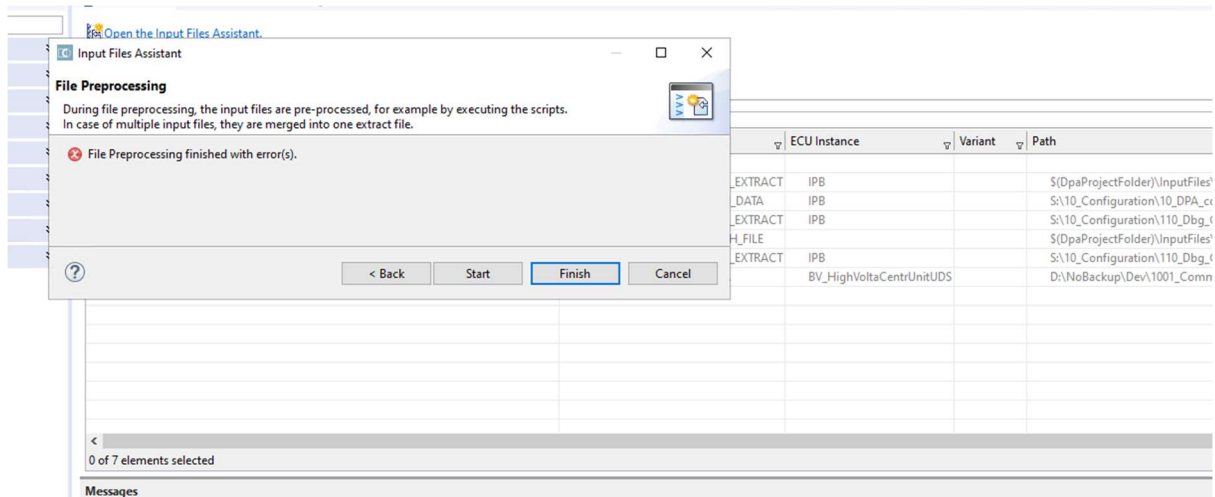 Open the Input Files Assistant.
Input Files Assistant
File Preprocessing
During file preprocessing, the input files are pre-processed, for example by executing the scripts.
In case of multiple input files, they are merged into one extract file.
File Preprocessing finished with error(s).
< Back Start Finish Cancel
ECU Instance Variant Path
_EXTRACT IPB $(DpaProjectFolder)\InputFiles\
_DATA IPB S:\10_Configuration\10_DPA_co
_EXTRACT IPB S:\10_Configuration\110_Dbg_
H_FILE $(DpaProjectFolder)\InputFiles\
_EXTRACT IPB S:\10_Configuration\110_Dbg_
BV_HighVoltaCentrUnitUDS D:\NoBackup\Dev\1001_Comm
0 of 7 elements selected
Messages